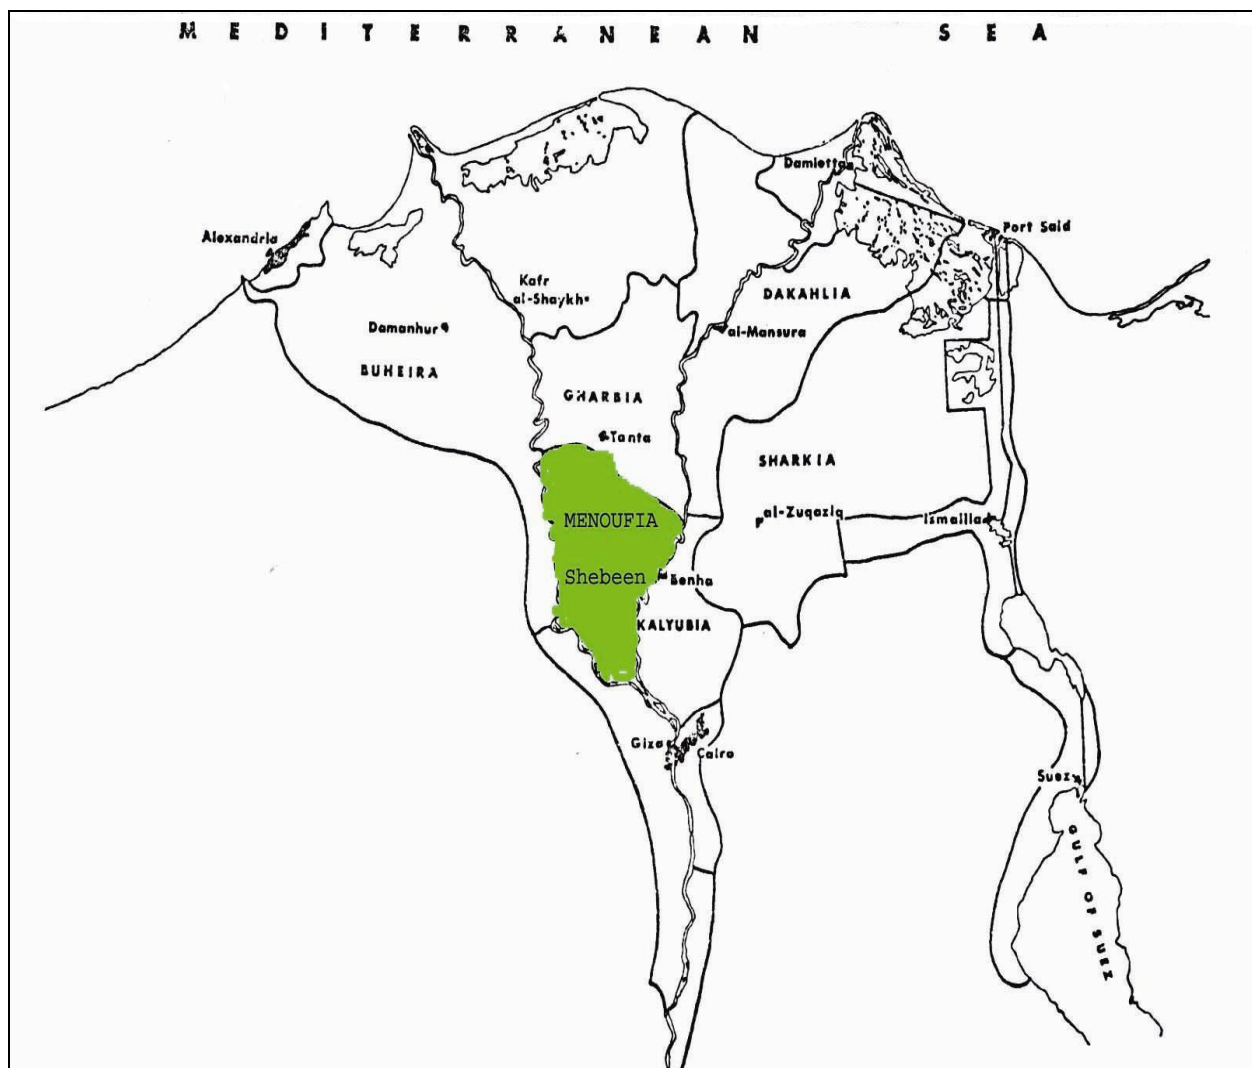 MEDITERRANEAN SEA
Damietta
Alexandria
Port Said
Kafr
al-Shaykh
DAKAHLIA
Damanhur
al-Mansura
BUHEIRA
GHARBIA
Tanta
SHARKIA
MENOUFIA
al-Zuqaziq
Ismailia
Shebeen
Benha
KALYUBIA
Giza
Cairo
Suez
GULF OF SUEZ